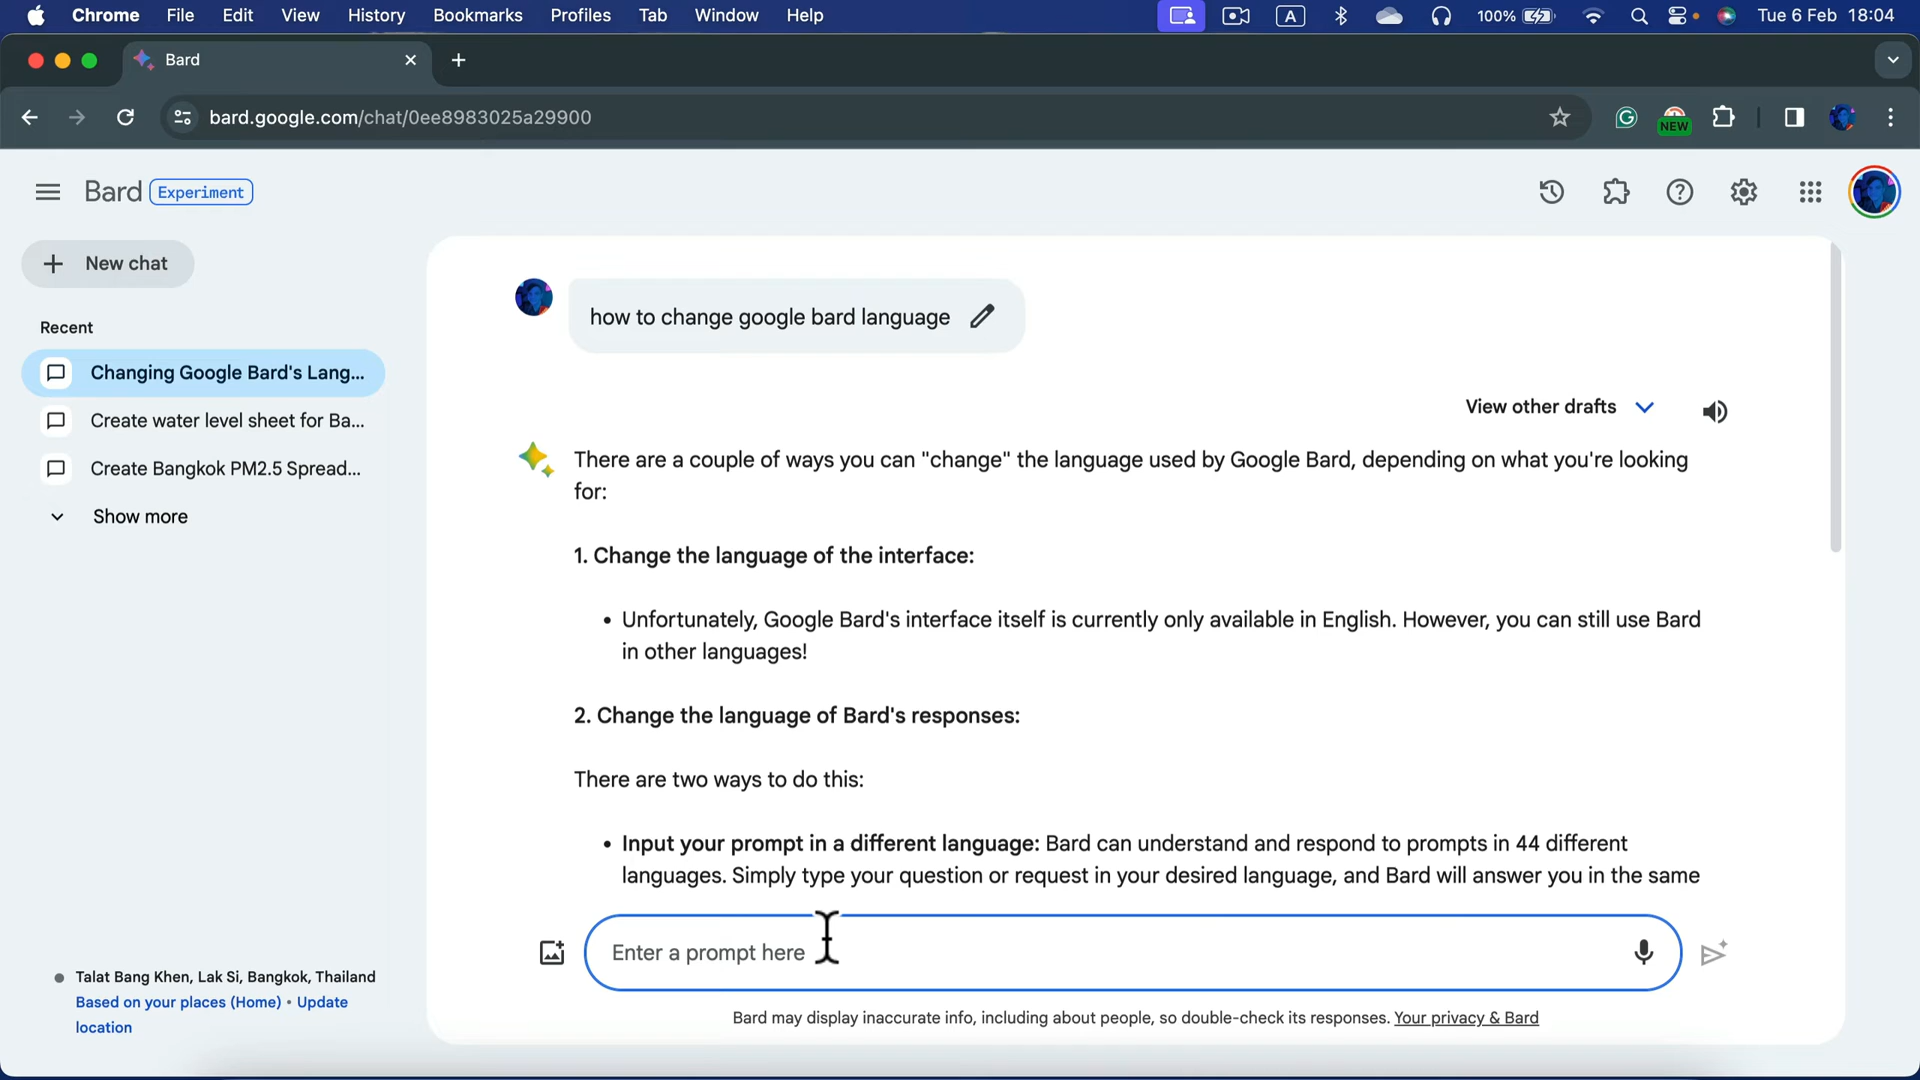 Chrome File Edit View History Bookmarks Profiles Tab Window Help A 100% Tue 6 Feb 18:04
Bard
bard.google.com/chat/0ee8983025a29900
NEW
Bard Experiment
New chat
Recent
Changing Google Bard's Lang...
Create water level sheet for Ba...
Create Bangkok PM2.5 Spread...
Show more
how to change google bard language
View other drafts
There are a couple of ways you can "change" the language used by Google Bard, depending on what you're looking
for:
1. Change the language of the interface:
• Unfortunately, Google Bard's interface itself is currently only available in English. However, you can still use Bard
in other languages!
2. Change the language of Bard's responses:
There are two ways to do this:
• Input your prompt in a different language: Bard can understand and respond to prompts in 44 different
languages. Simply type your question or request in your desired language, and Bard will answer you in the same
Enter a prompt here
Bard may display inaccurate info, including about people, so double-check its responses. Your privacy & Bard
Talat Bang Khen, Lak Si, Bangkok, Thailand
Based on your places (Home) • Update
location